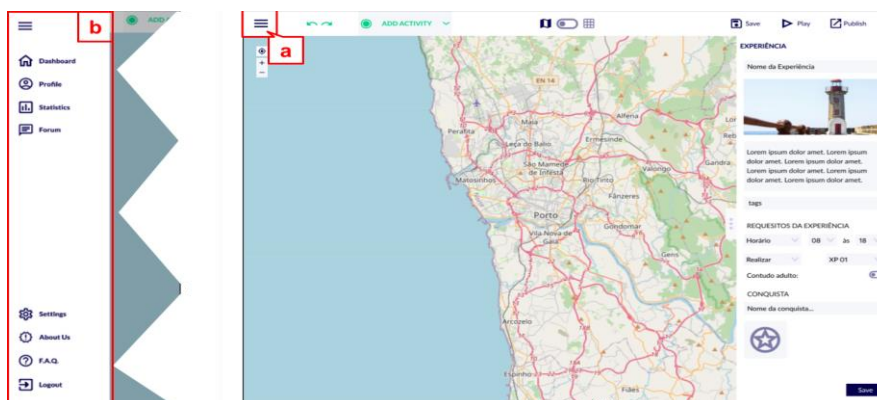 b
ADD A
Dashboard
Profile
Statistics
Forum
Settings
About Us
F.A.Q.
Logout
a
ADD ACTIVITY
Save
Play
Publish
EN 14
Alfena
Maia
Perafita
Leça do Balio
Ermesinde
São Mamede
de Infesta
Valongo
Gandra
Matosinhos
Rio Tinto
Fânzeres
Porto
Gondomar
Vila Nova de
Gaia
Gens
Arcozelo
Espinho
Fiães
EXPERIÊNCIA
Nome da Experiência
Lorem ipsum dolor amet. Lorem ipsum
dolor amet. Lorem ipsum dolor amet.
Lorem ipsum dolor amet. Lorem ipsum
dolor amet. Lorem ipsum dolor amet.
tags
REQUESITOS DA EXPERIÊNCIA
Horário 08 às 18
Realizar XP 01
Contudo adulto:
CONQUISTA
Nome da conquista...
Save